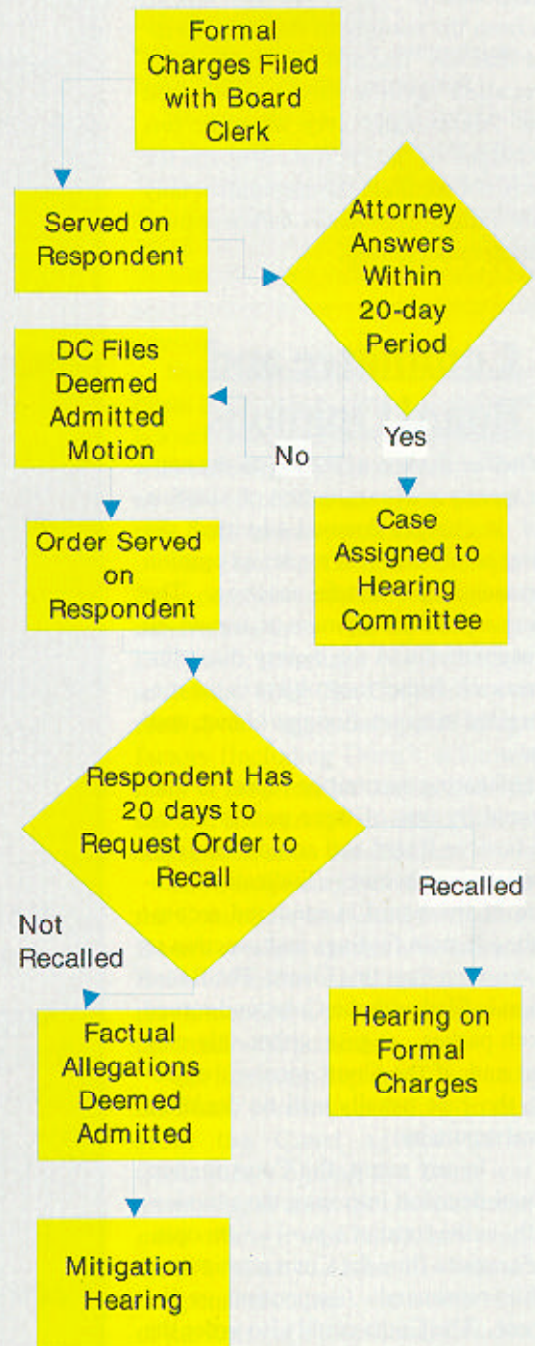 Formal
Charges Filed
with Board
Clerk
Served on
Respondent
Attorney
Answers
Within
20-day
Period
DC Files
Deemed
Admitted
Motion
No
Yes
Order Served
on
Respondent
Case
Assigned to
Hearing
Committee
Respondent Has
20 days to
Request Order to
Recall
Recalled
Not
Recalled
Factual
Allegations
Deemed
Admitted
Hearing on
Formal
Charges
Mitigation
Hearing